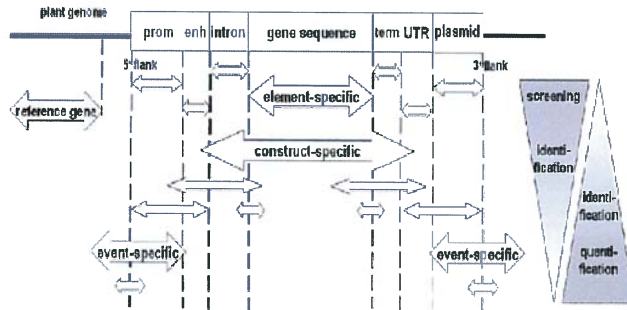 plant genome
prom enh intron gene sequence term UTR plasmid
5' flank
3' flank
reference gene
element-specific
construct-specific
event-specific
event-specific
screening
identi-
fication
identi-
fication
quanti-
fication